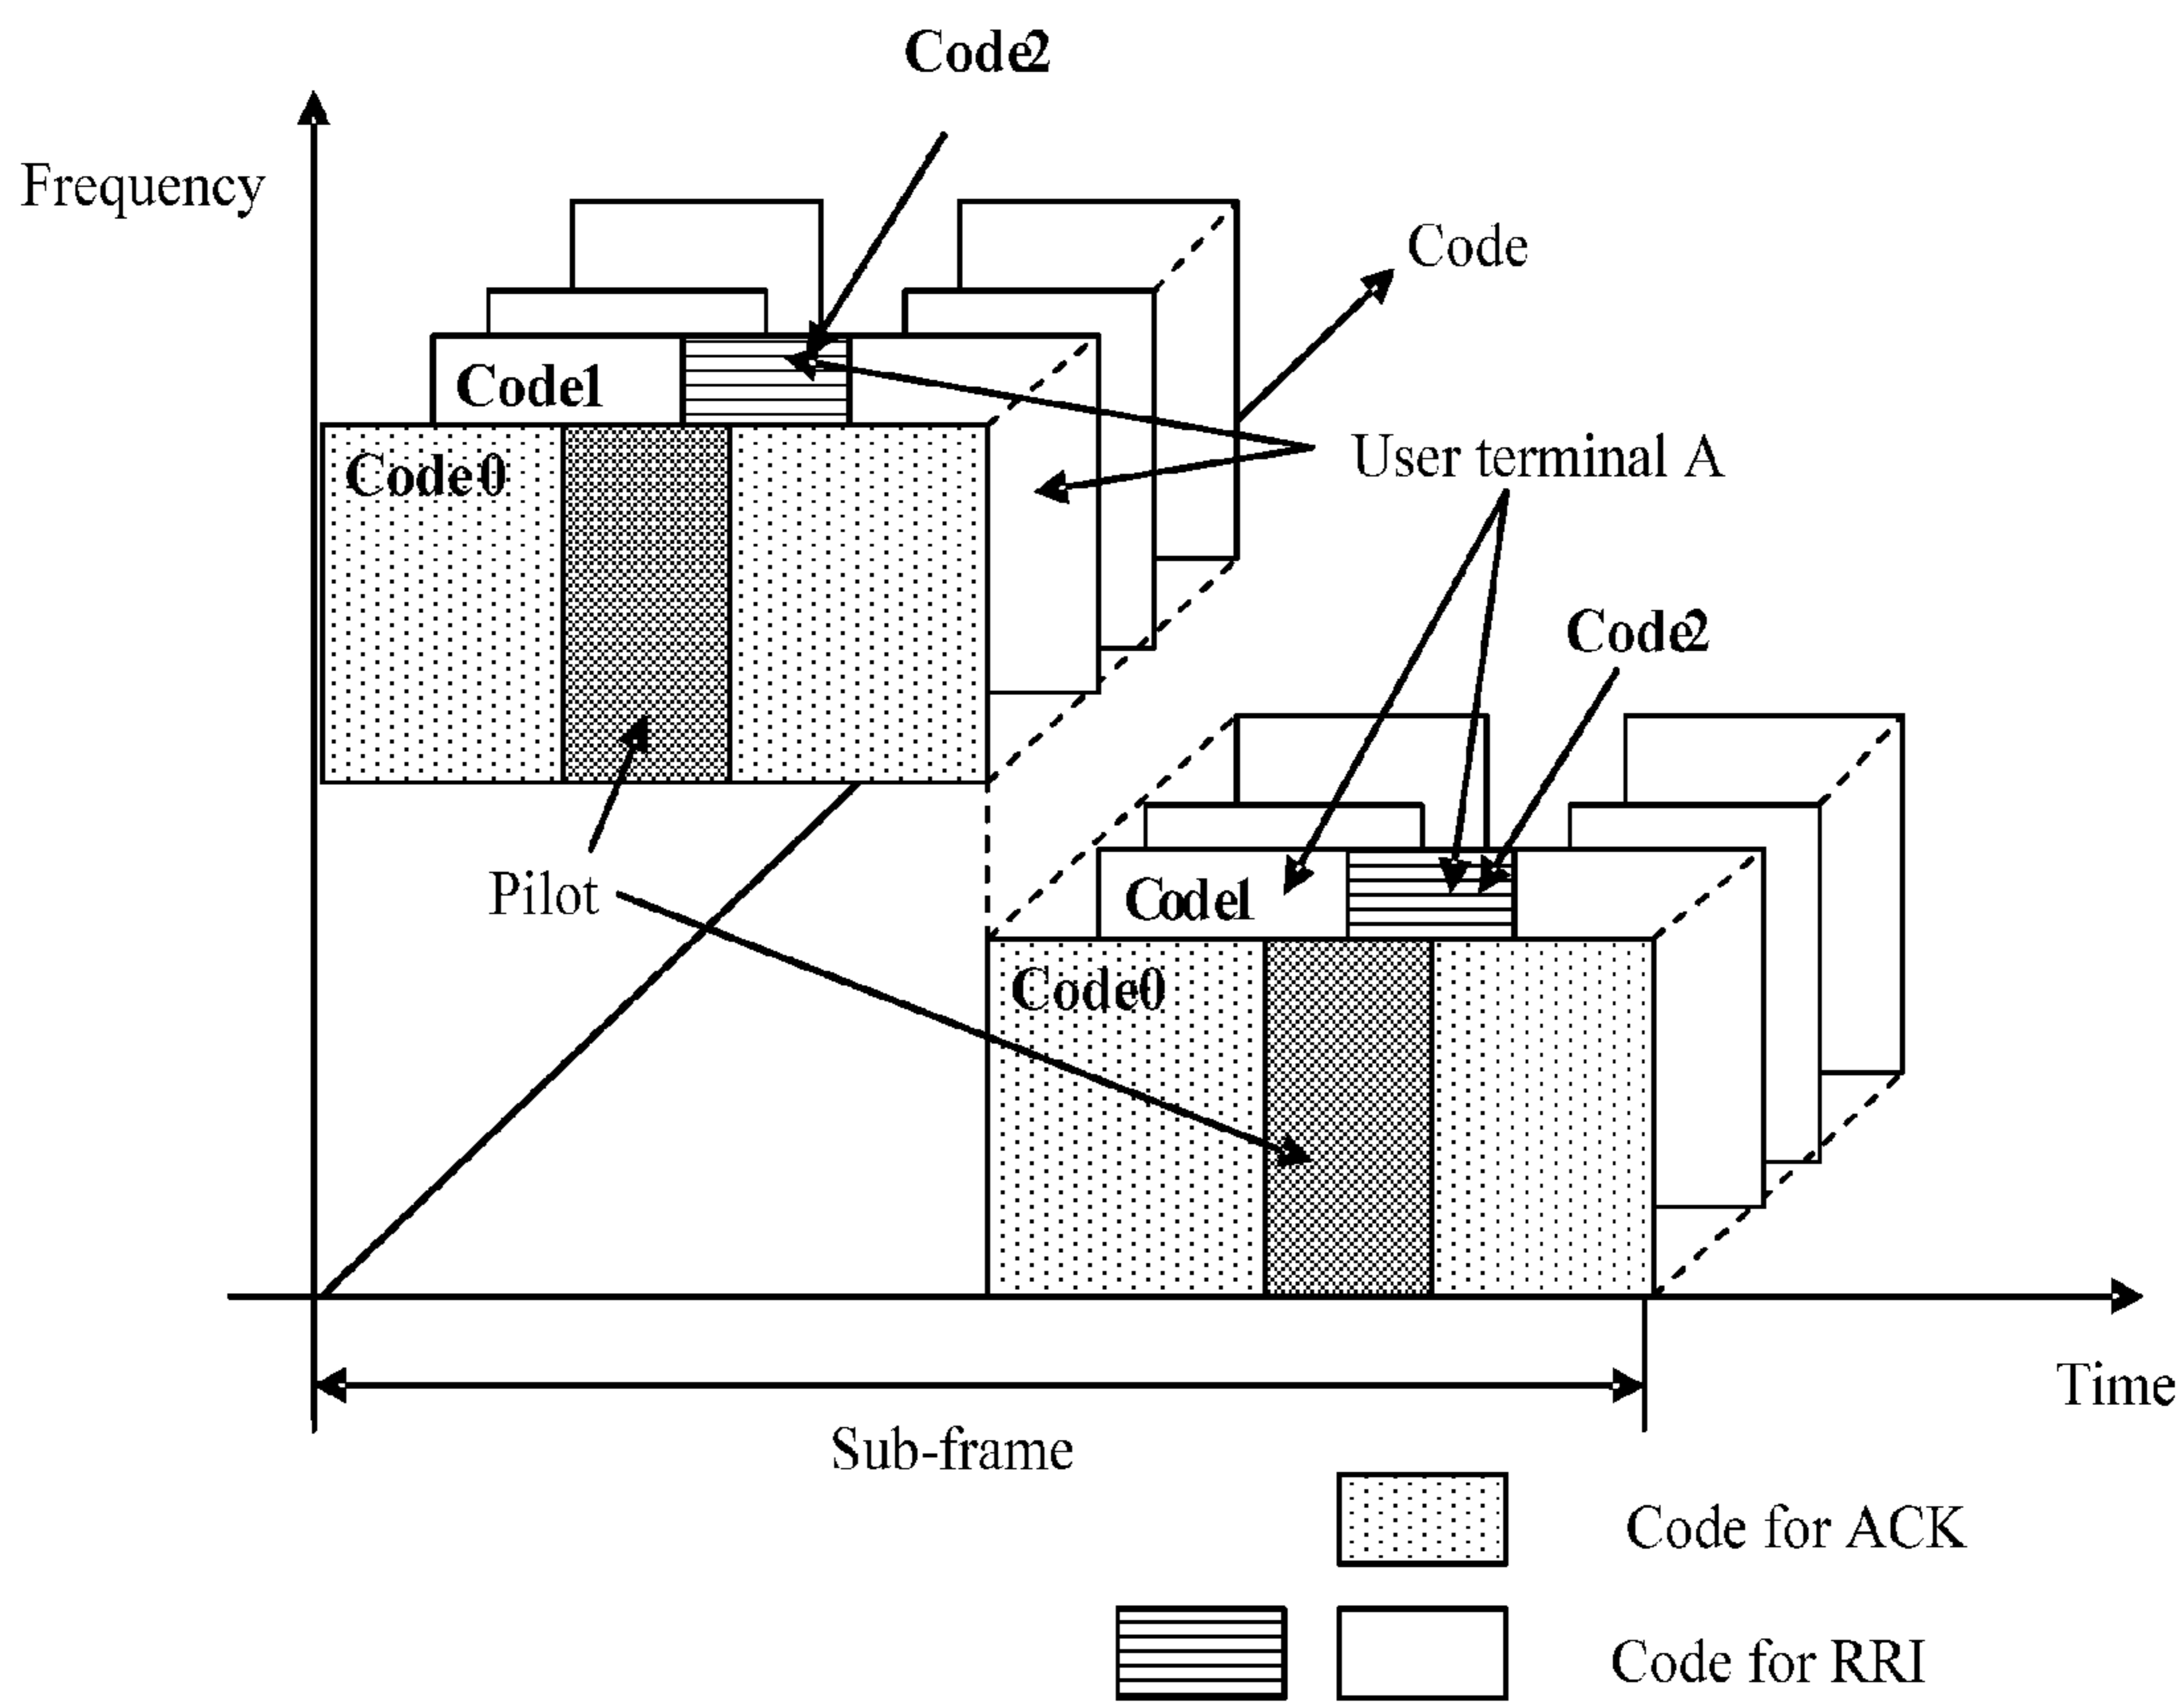 Code2
Frequency
Code
Code1
Code0
User terminal A
Code2
Pilot
Code1
Code0
Time
Sub-frame
Code for ACK
Code for RRI